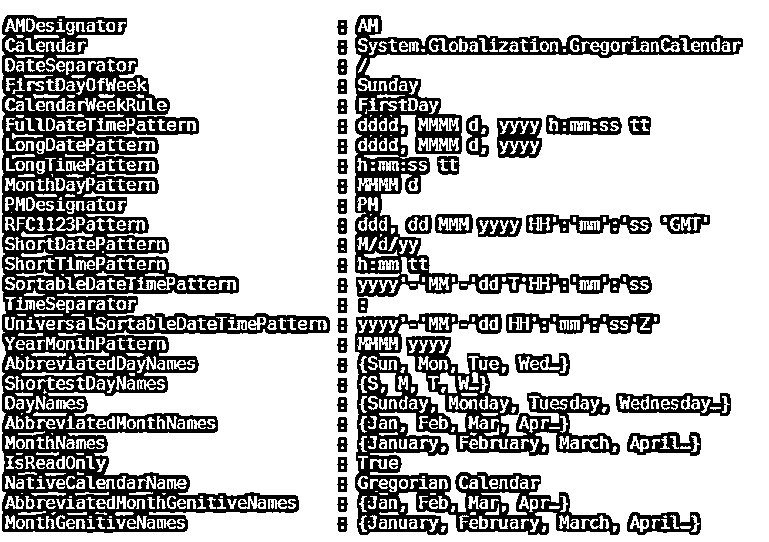 AMDesignator : AM
Calendar : System.Globalization.GregorianCalendar
DateSeparator : /
FirstDayOfWeek : Sunday
CalendarWeekRule : FirstDay
FullDateTimePattern : dddd, MMMM d, yyyy h:mm:ss tt
LongDatePattern : dddd, MMMM d, yyyy
LongTimePattern : h:mm:ss tt
MonthDayPattern : MMMM d
PMDesignator : PM
RFC1123Pattern : ddd, dd MMM yyyy HH':'mm':'ss 'GMT'
ShortDatePattern : M/d/yy
ShortTimePattern : h:mm tt
SortableDateTimePattern : yyyy'-'MM'-'dd'T'HH':'mm':'ss
TimeSeparator : :
UniversalSortableDateTimePattern : yyyy'-'MM'-'dd HH':'mm':'ss'Z'
YearMonthPattern : MMMM yyyy
AbbreviatedDayNames : {Sun, Mon, Tue, Wed…}
ShortestDayNames : {S, M, T, W…}
DayNames : {Sunday, Monday, Tuesday, Wednesday…}
AbbreviatedMonthNames : {Jan, Feb, Mar, Apr…}
MonthNames : {January, February, March, April…}
IsReadOnly : True
NativeCalendarName : Gregorian Calendar
AbbreviatedMonthGenitiveNames : {Jan, Feb, Mar, Apr…}
MonthGenitiveNames : {January, February, March, April…}